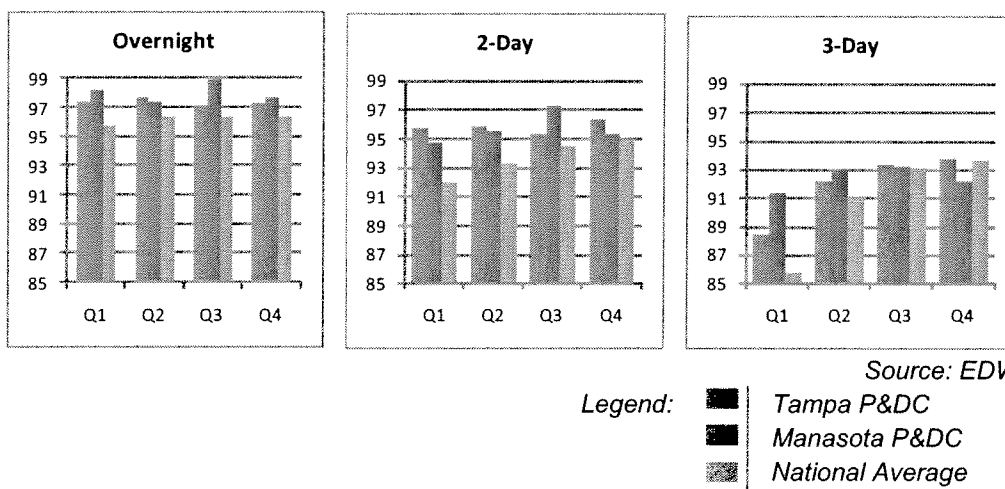 Overnight
99
97
95
93
91
89
87
85
Q1 Q2 Q3 Q4
2-Day
99
97
95
93
91
89
87
85
Q1 Q2 Q3 Q4
3-Day
99
97
95
93
91
89
87
85
Q1 Q2 Q3 Q4
Source: EDW
Legend:
Tampa P&DC
Manasota P&DC
National Average